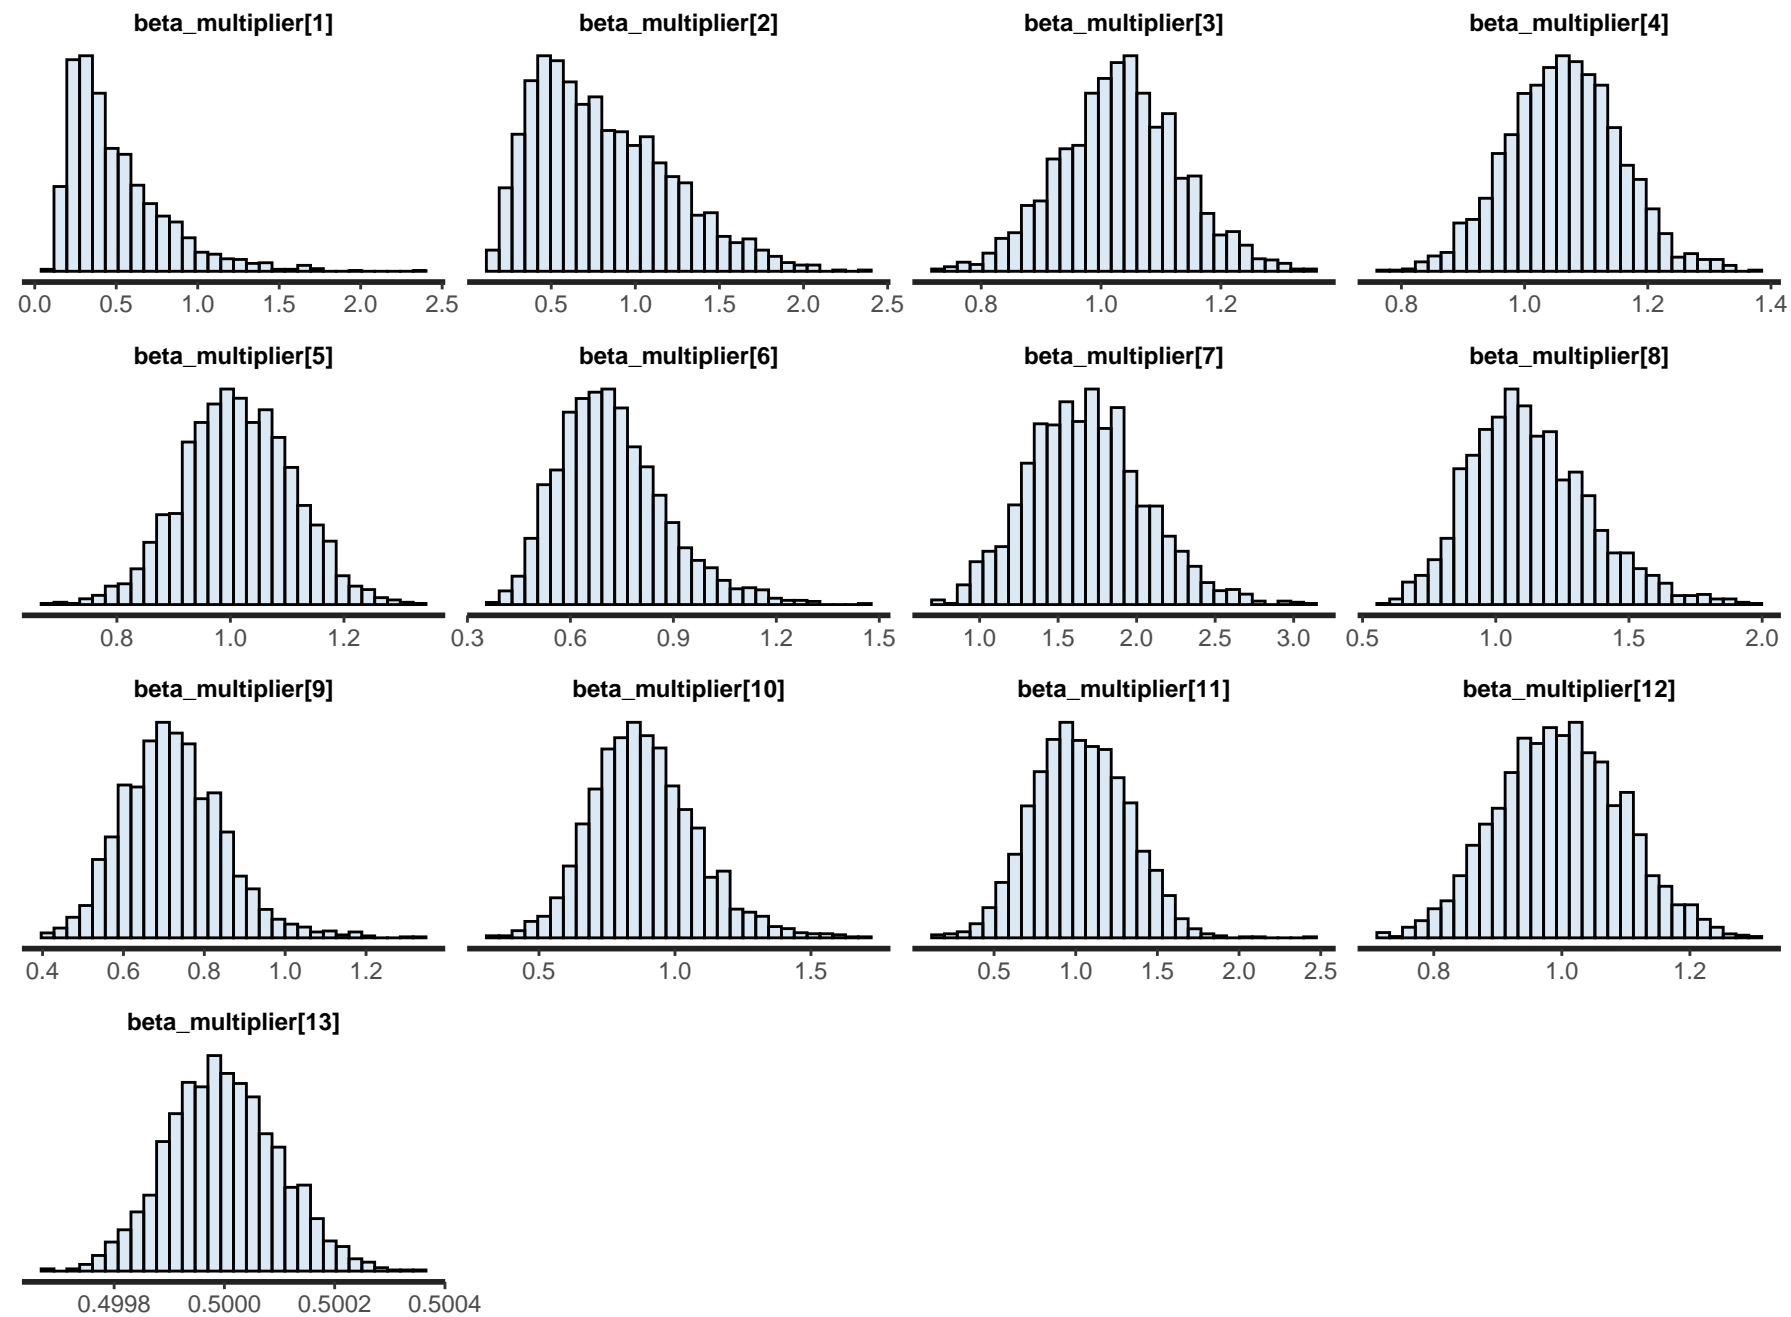 beta_multiplier[1] beta_multiplier[2] beta_multiplier[3] beta_multiplier[4]
0.0 0.5 1.0 1.5 2.0 2.5 0.5 1.0 1.5 2.0 2.5 0.8 1.0 1.2 0.8 1.0 1.2 1.4
beta_multiplier[5] beta_multiplier[6] beta_multiplier[7] beta_multiplier[8]
0.8 1.0 1.2 0.3 0.6 0.9 1.2 1.5 1.0 1.5 2.0 2.5 3.0 0.5 1.0 1.5 2.0
beta_multiplier[9] beta_multiplier[10] beta_multiplier[11] beta_multiplier[12]
0.4 0.6 0.8 1.0 1.2 0.5 1.0 1.5 0.5 1.0 1.5 2.0 2.5 0.8 1.0 1.2
beta_multiplier[13]
0.4998 0.5000 0.5002 0.5004